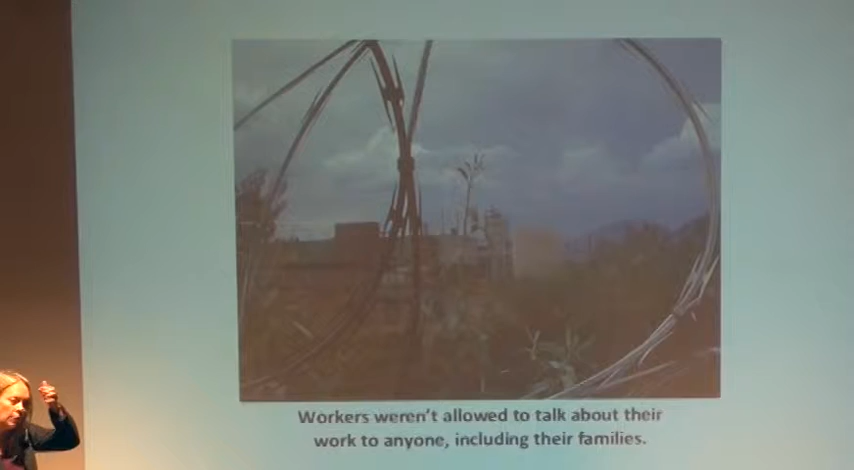 Workers weren't allowed to talk about their
work to anyone, including their families.